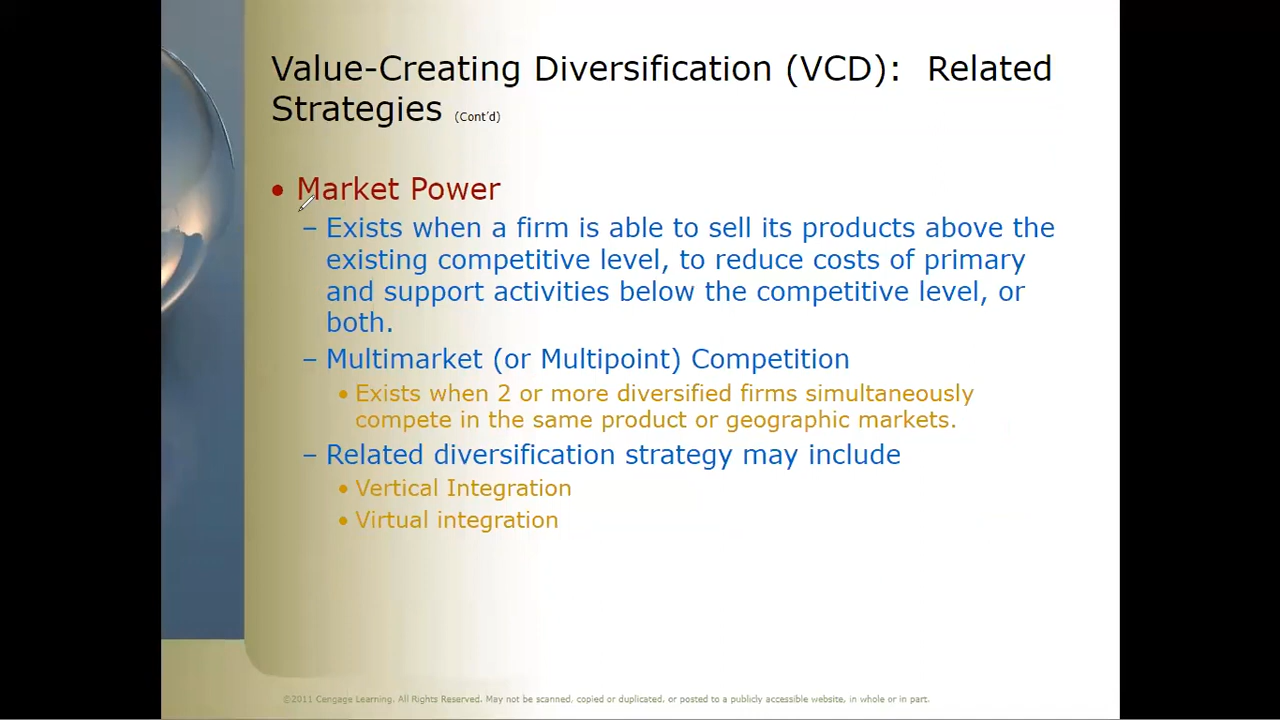 Value-Creating Diversification (VCD):  Related
Strategies (Cont’d)
• Market Power
– Exists when a firm is able to sell its products above the
existing competitive level, to reduce costs of primary
and support activities below the competitive level, or
both.
– Multimarket (or Multipoint) Competition
• Exists when 2 or more diversified firms simultaneously
compete in the same product or geographic markets.
– Related diversification strategy may include
• Vertical Integration
• Virtual integration
©2011 Cengage Learning. All Rights Reserved. May not be scanned, copied or duplicated, or posted to a publicly accessible website, in whole or in part.